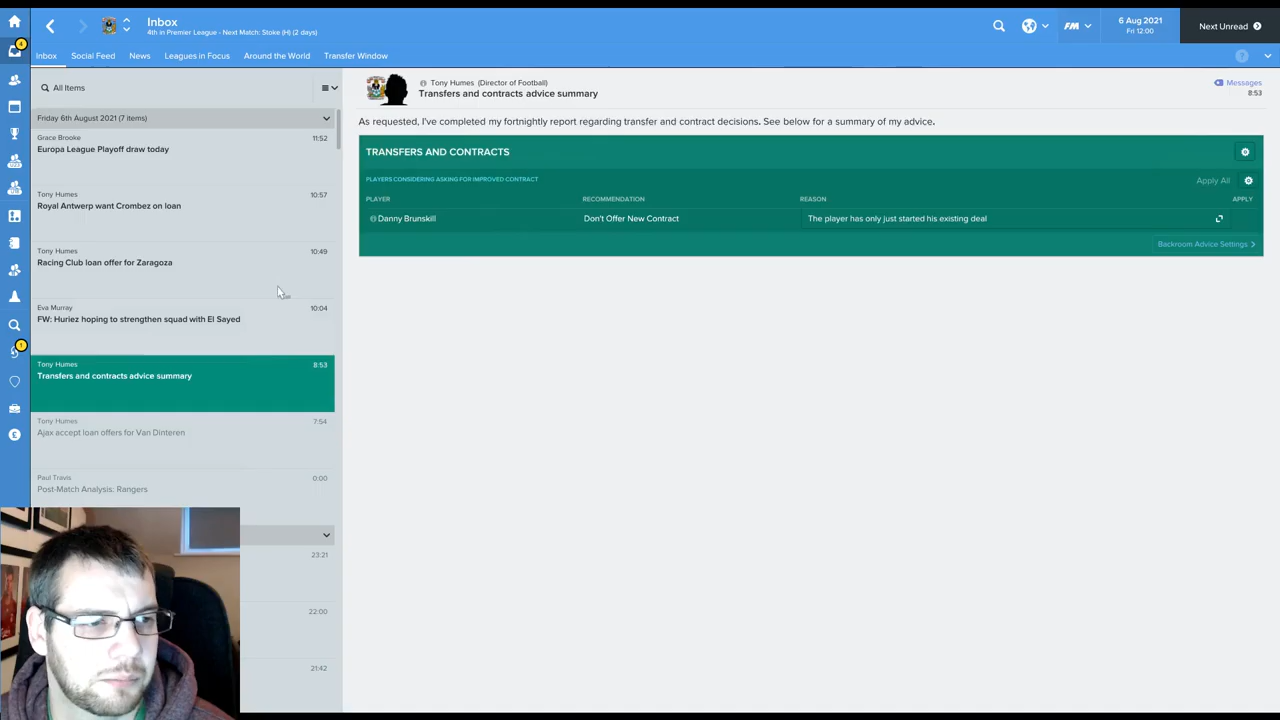 Inbox
4th in Premier League - Next Match: Stoke (H) (2 days)
FM
6 Aug 2021
Fri 12:00
Next Unread
4
Inbox
Social Feed
News
Leagues in Focus
Around the World
Transfer Window
?
All Items
Friday 6th August 2021 (7 items)
Grace Brooke
11:52
Europa League Playoff draw today
Tony Humes
10:57
Royal Antwerp want Crombez on loan
Tony Humes
10:49
Racing Club loan offer for Zaragoza
Eva Murray
10:04
FW: Huriez hoping to strengthen squad with El Sayed
1
Tony Humes
8:53
Transfers and contracts advice summary
Tony Humes
7:54
Ajax accept loan offers for Van Dinteren
Paul Travis
0:00
Post-Match Analysis: Rangers
23:21
22:00
21:42
Tony Humes (Director of Football)
Transfers and contracts advice summary
Messages
8:53
As requested, I've completed my fortnightly report regarding transfer and contract decisions. See below for a summary of my advice.
TRANSFERS AND CONTRACTS
PLAYERS CONSIDERING ASKING FOR IMPROVED CONTRACT
Apply All
PLAYER
RECOMMENDATION
REASON
APPLY
Danny Brunskill
Don't Offer New Contract
The player has only just started his existing deal
Backroom Advice Settings